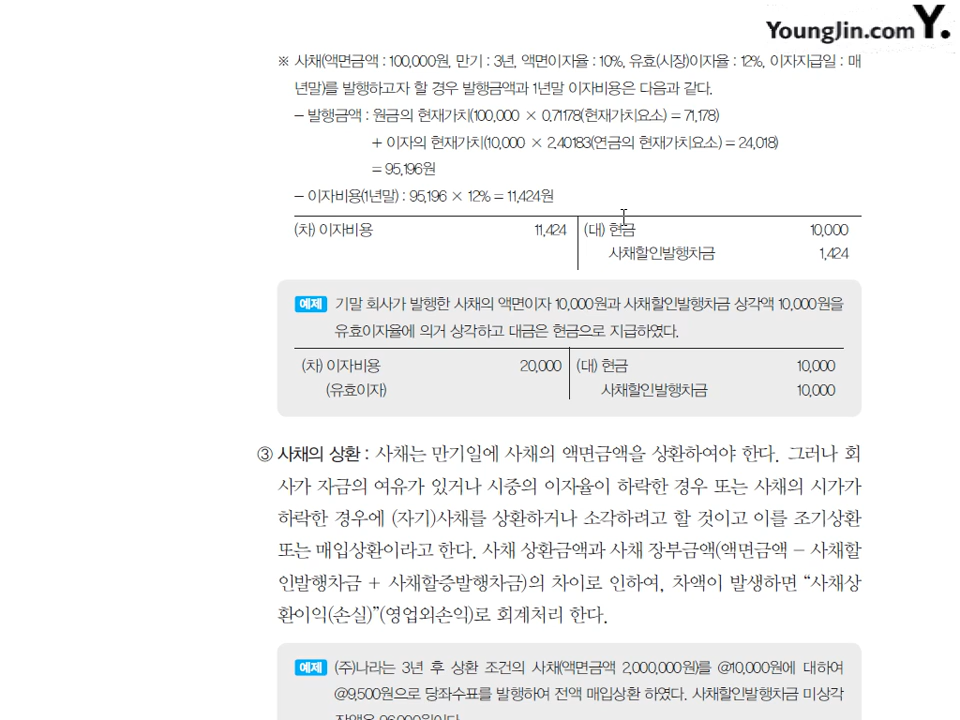 YoungJin.com Y.
※ 사채(액면금액 : 100,000원, 만기 : 3년, 액면이자율 : 10%, 유효(시장)이자율 : 12%, 이자지급일 : 매
년말)를 발행하고자 할 경우 발행금액과 1년말 이자비용은 다음과 같다.
– 발행금액 : 원금의 현재가치(100,000 × 0.71178(현재가치요소) = 71,178)
+ 이자의 현재가치(10,000 × 2.40183(연금의 현재가치요소) = 24,018)
= 95,196원
– 이자비용(1년말) : 95,196 × 12% = 11,424원
(차) 이자비용 11,424 (대) 현금 10,000
사채할인발행차금 1,424
예제 기말 회사가 발행한 사채의 액면이자 10,000원과 사채할인발행차금 상각액 10,000원을
유효이자율에 의거 상각하고 대금은 현금으로 지급하였다.
(차) 이자비용 20,000 (대) 현금 10,000
(유효이자) 사채할인발행차금 10,000
③ 사채의 상환 : 사채는 만기일에 사채의 액면금액을 상환하여야 한다. 그러나 회
사가 자금의 여유가 있거나 시중의 이자율이 하락한 경우 또는 사채의 시가가
하락한 경우에 (자기)사채를 상환하거나 소각하려고 할 것이고 이를 조기상환
또는 매입상환이라고 한다. 사채 상환금액과 사채 장부금액(액면금액 – 사채할
인발행차금 + 사채할증발행차금)의 차이로 인하여, 차액이 발생하면 “사채상
환이익(손실)”(영업외손익)로 회계처리 한다.
예제 (주)나라는 3년 후 상환 조건의 사채(액면금액 2,000,000원)를 @10,000원에 대하여
@9,500원으로 당좌수표를 발행하여 전액 매입상환 하였다. 사채할인발행차금 미상각